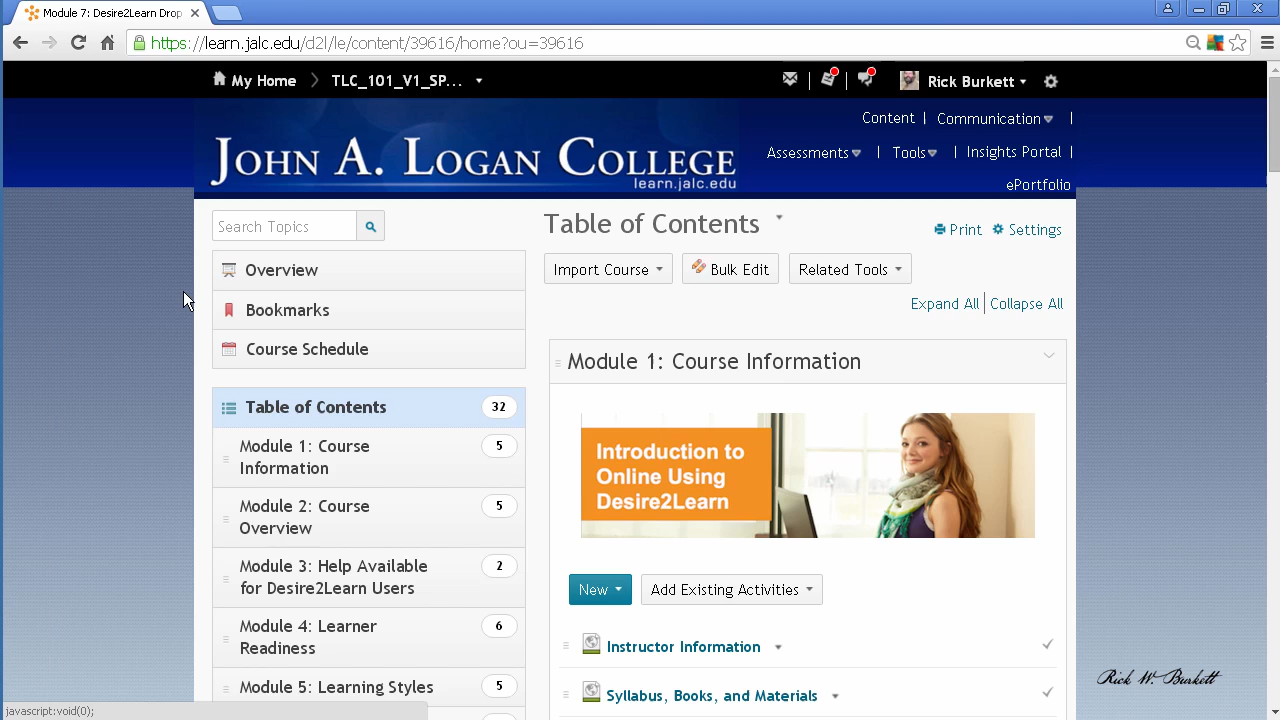 Module 7: Desire2Learn Drop
https://learn.jalc.edu/d2l/le/content/39616/home?ou=39616
My Home
TLC_101_V1_SP...
Rick Burkett
John A. Logan College
learn.jalc.edu
Content |
Communication |
Assessments |
Tools |
Insights Portal |
ePortfolio
Search Topics
Overview
Bookmarks
Course Schedule
Table of Contents 32
Module 1: Course
Information
5
Module 2: Course
Overview
5
Module 3: Help Available
for Desire2Learn Users
2
Module 4: Learner
Readiness
6
Module 5: Learning Styles
5
Table of Contents
Print
Settings
Import Course
Bulk Edit
Related Tools
Expand All | Collapse All
Module 1: Course Information
Introduction to
Online Using
Desire2Learn
New
Add Existing Activities
Instructor Information
Syllabus, Books, and Materials
Rick W. Burkett
javascript:void(0);